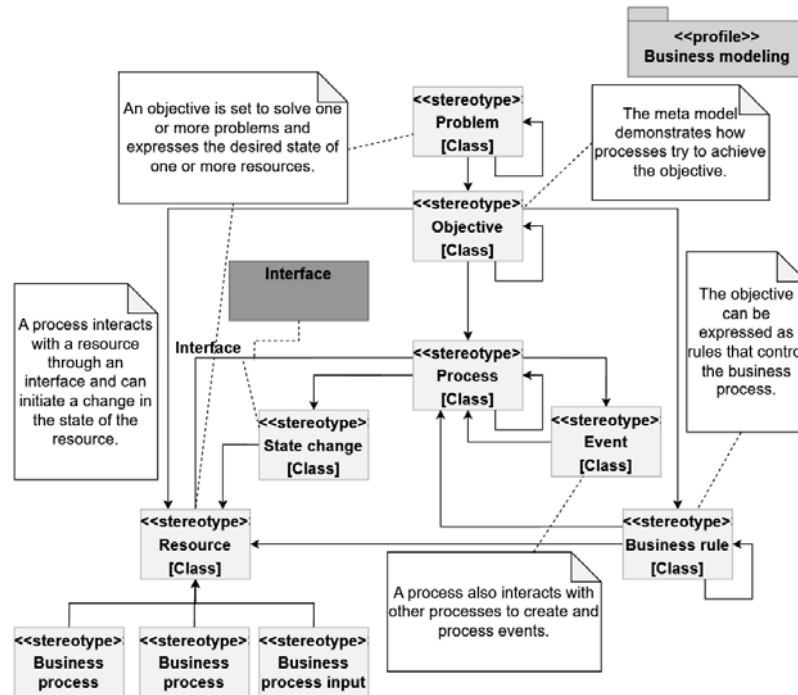 <<profile>>
Business modeling
An objective is set to solve one
or more problems and
expresses the desired state of
one or more resources.
<<stereotype>
Problem
[Class]
The meta model
demonstrates how
processes try to achieve
the objective.
<<stereotype>
Objective
[Class]
Interface
A process interacts
with a resource
through an
interface and can
initiate a change in
the state of the
resource.
Interface
<<stereotype>
Process
[Class]
The objective
can be
expressed as
rules that contro
the business
process.
<<stereotype>
State change
[Class]
<<stereotype>
Event
[Class]
<<stereotype>
Resource
[Class]
<<stereotype>
Business rule
[Class]
A process also interacts with
other processes to create and
process events.
<<stereotype>
Business
process
<<stereotype>
Business
process
<<stereotype>
Business
process input